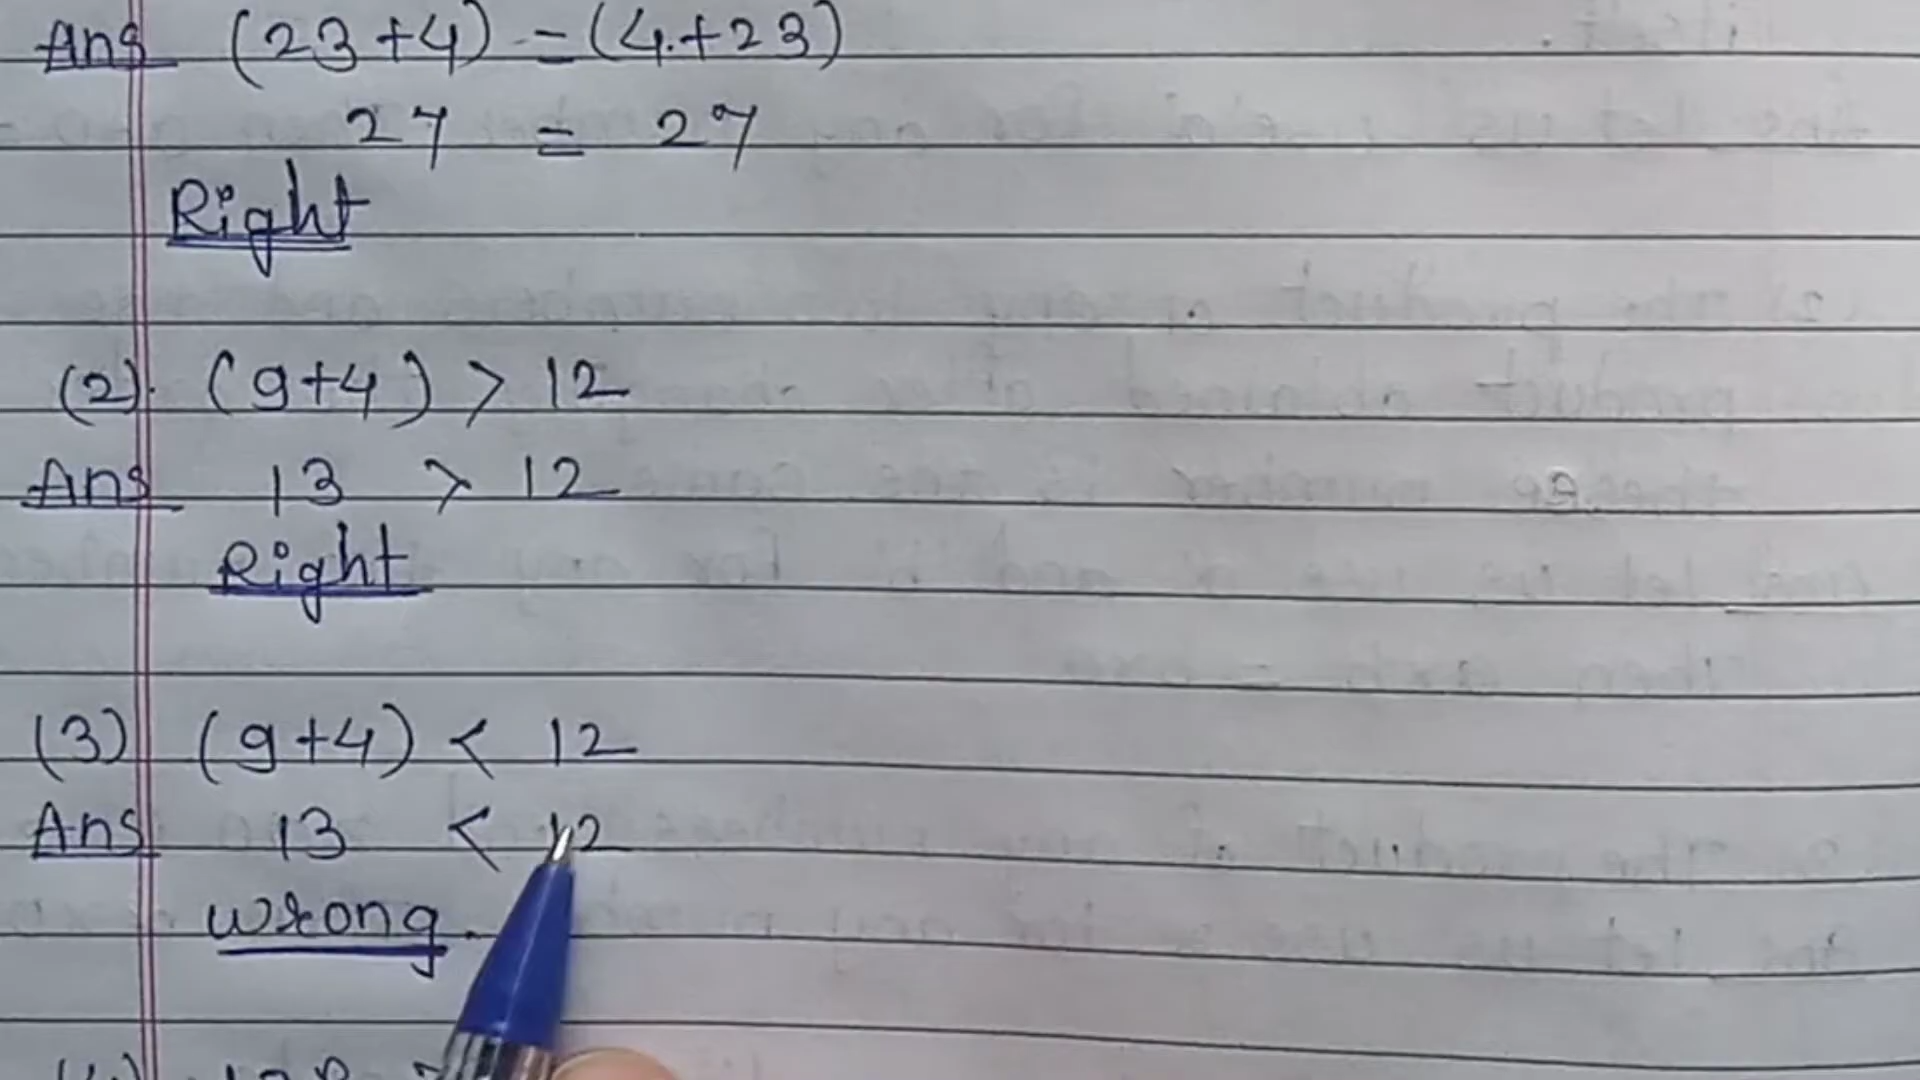 Ans (23+4) = (4+23)
27 = 27
Right
(2). (9+4) > 12
Ans 13 > 12
Right
(3) (9+4) < 12
Ans 13 < 12
Wrong.